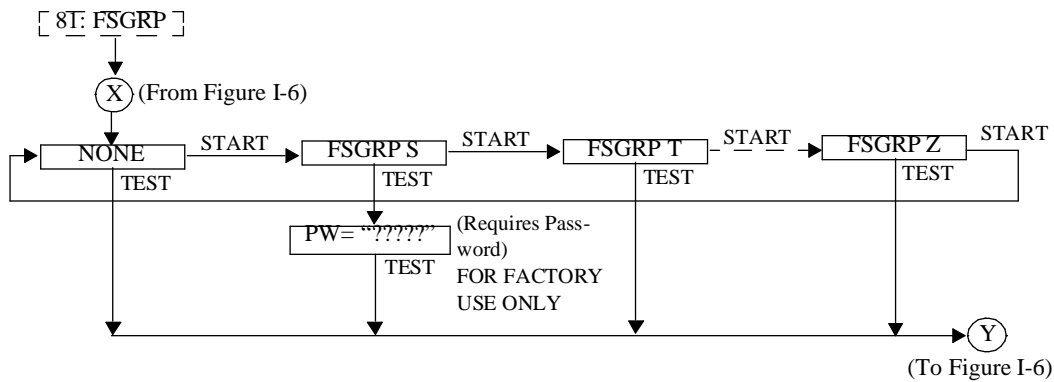 81: FSGRP
X (From Figure I-6)
NONE START FSGRP S START FSGRP T START FSGRP Z START
TEST TEST TEST TEST
PW= “?????” (Requires Pass-
word)
TEST FOR FACTORY
USE ONLY
Y
(To Figure I-6)